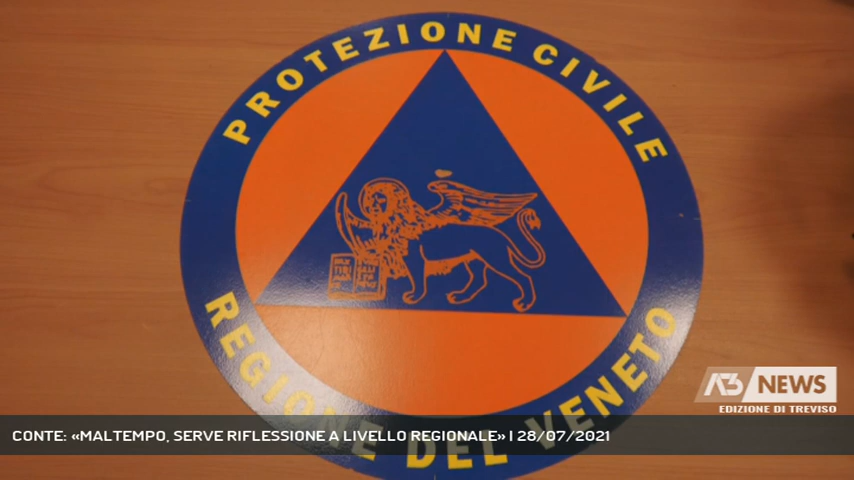 PROTEZIONE CIVILE
REGIONE DEL VENETO
A3 NEWS
EDIZIONE DI TREVISO
CONTE: «MALTEMPO, SERVE RIFLESSIONE A LIVELLO REGIONALE» | 28/07/2021